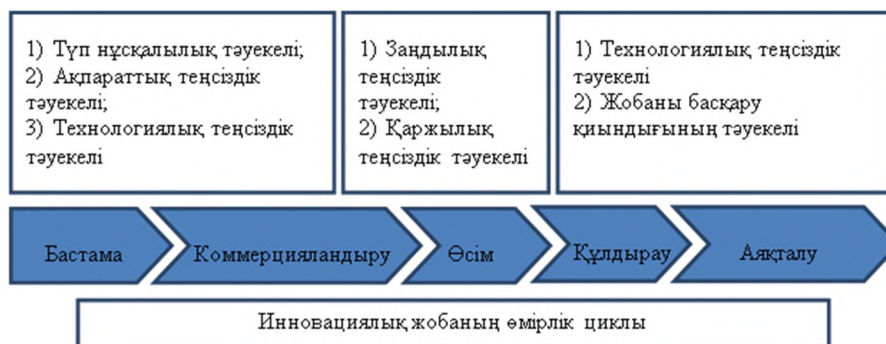 1) Түп нұсқалылық тәуекелі;
2) Ақпараттық теңсіздік
тәуекелі;
3) Технологиялық теңсіздік
тәуекелі
1) Заңдылық
теңсіздік
тәуекелі;
2) Қаржылық
теңсіздік тәуекелі
1) Технологиялық теңсіздік
тәуекелі
2) Жобаны басқару
қиындығының тәуекелі
Бастама
Коммерцияландыру
Өсім
Құлдырау
Аяқталу
Инновациялық жобаның өмірлік циклы